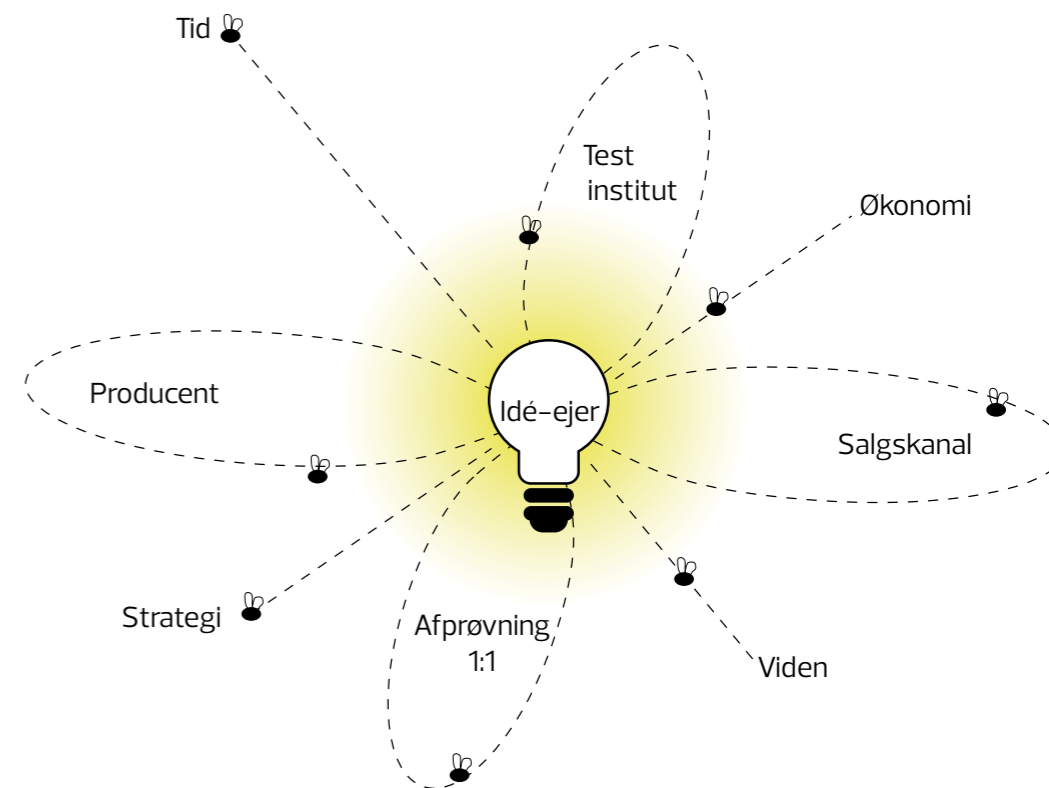 Tid
Test
institut
Økonomi
Producent
Idé-ejer
Salgskanal
Strategi
Afprøvning
1:1
Viden